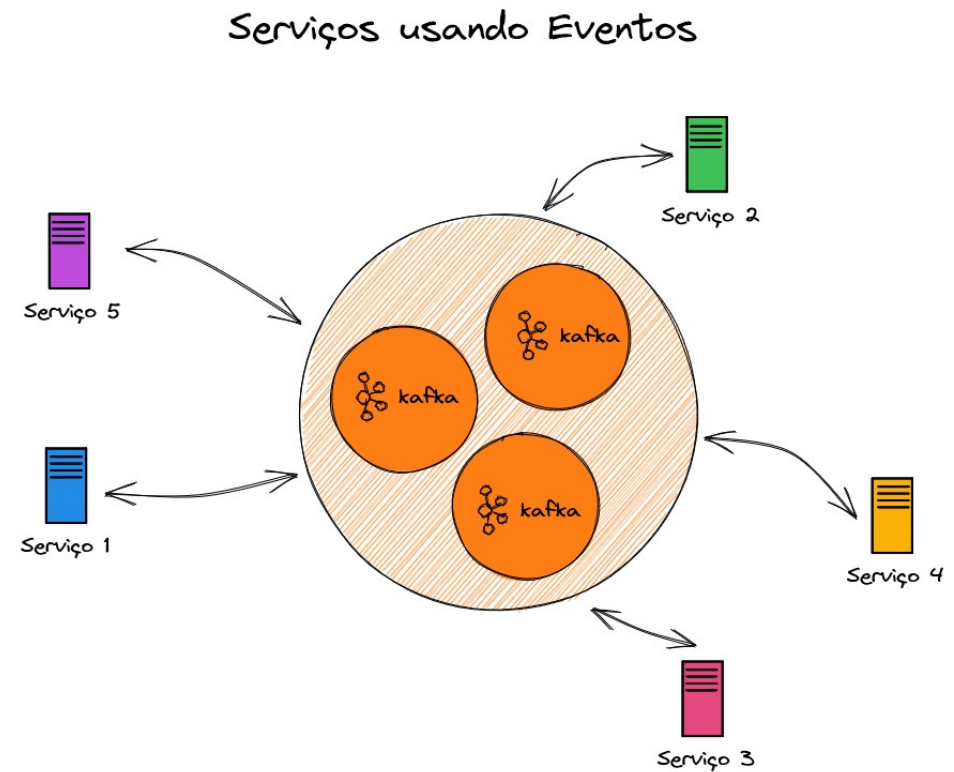 Serviços usando Eventos
Serviço 2
Serviço 5
kafka
kafka
kafka
Serviço 1
Serviço 4
Serviço 3